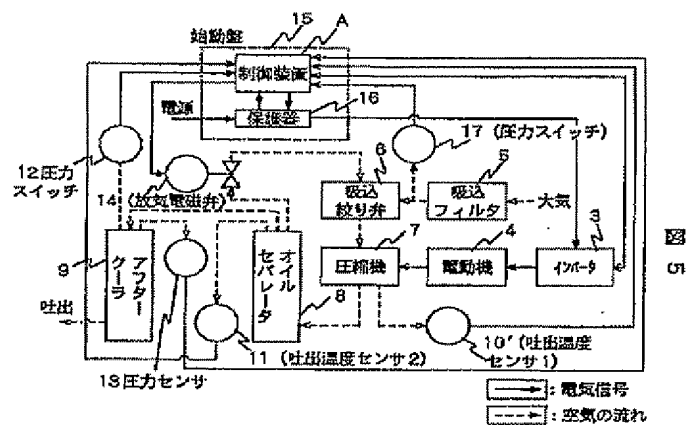 15
A
始動盤
制御装置
16
保護器
電源
12圧力
スイッチ
14
(放気電磁弁)
17 (圧力スイッチ)
6
吸込
絞り弁
5
吸込
フィルタ
大気
7
圧縮機
4
電動機
3
インバータ
9
アフター
クーラ
吐出
オイル
セパレータ
8
13圧力センサ
11 (吐出温度センサ2)
10' (吐出温度
センサ1)
図5
:電気信号
:空気の流れ